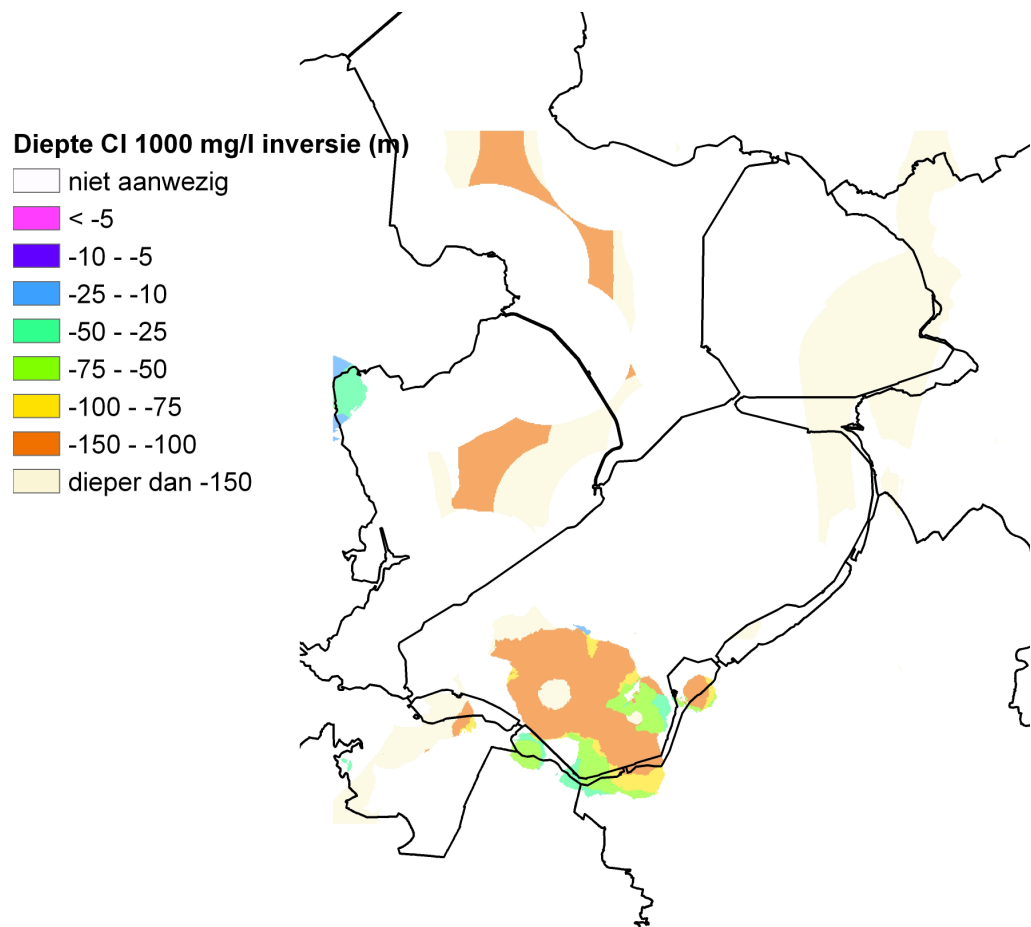 Diepte Cl 1000 mg/l inversie (m)
niet aanwezig
< -5
-10 - -5
-25 - -10
-50 - -25
-75 - -50
-100 - -75
-150 - -100
dieper dan -150